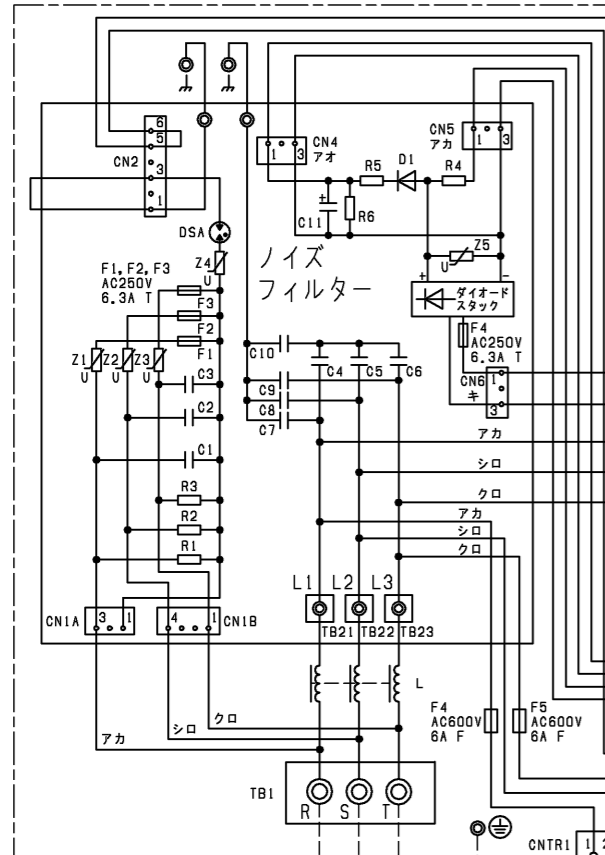 6
5
CN2
3
1
CN4
アオ
1 3
CN5
アカ
1 3
R5
D1
R4
+
C11
R6
DSA
Z4
U
ノイズ
フィルター
Z5
U
+ -
ダイオード
スタック
F1, F2, F3
AC250V
6.3A T
F3
F2
F1
F4
AC250V
6.3A T
Z1
U
Z2
U
Z3
U
C10
C4
C5
C6
CN6
キ
1
3
C3
C9
C8
C7
C2
アカ
C1
シロ
クロ
R3
アカ
R2
シロ
R1
クロ
L1 L2 L3
CN1A
3 1
4 1
CN1B
TB21 TB22 TB23
L
クロ
シロ
アカ
F4
AC600V
6A F
F5
AC600V
6A F
TB1
R S T
CNTR1
1 2